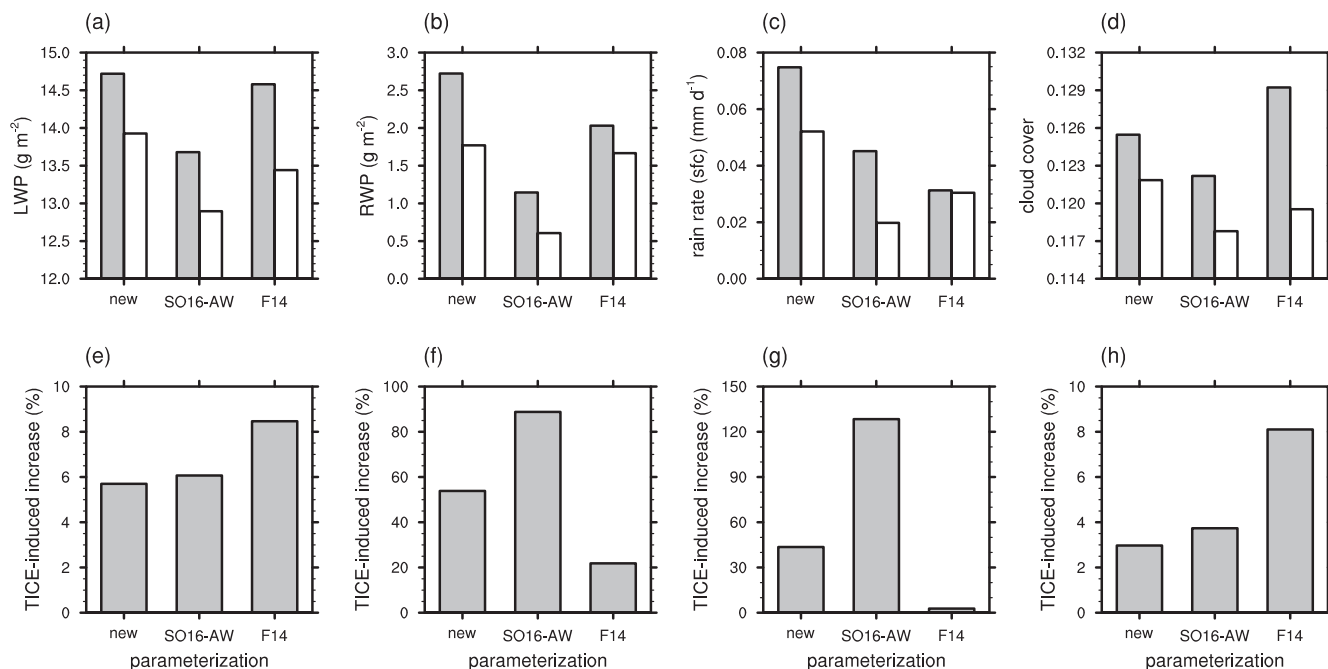 (a)
LWP (g m⁻²)
15.0
14.5
14.0
13.5
13.0
12.5
12.0
new SO16-AW F14
(b)
RWP (g m⁻²)
3.0
2.5
2.0
1.5
1.0
0.5
0.0
new SO16-AW F14
(c)
rain rate (sfc) (mm d⁻¹)
0.08
0.06
0.04
0.02
0.00
new SO16-AW F14
(d)
cloud cover
0.132
0.129
0.126
0.123
0.120
0.117
0.114
new SO16-AW F14
(e)
TICE-induced increase (%)
10
8
6
4
2
0
new SO16-AW F14
parameterization
(f)
TICE-induced increase (%)
100
80
60
40
20
0
new SO16-AW F14
parameterization
(g)
TICE-induced increase (%)
150
120
90
60
30
0
new SO16-AW F14
parameterization
(h)
TICE-induced increase (%)
10
8
6
4
2
0
new SO16-AW F14
parameterization